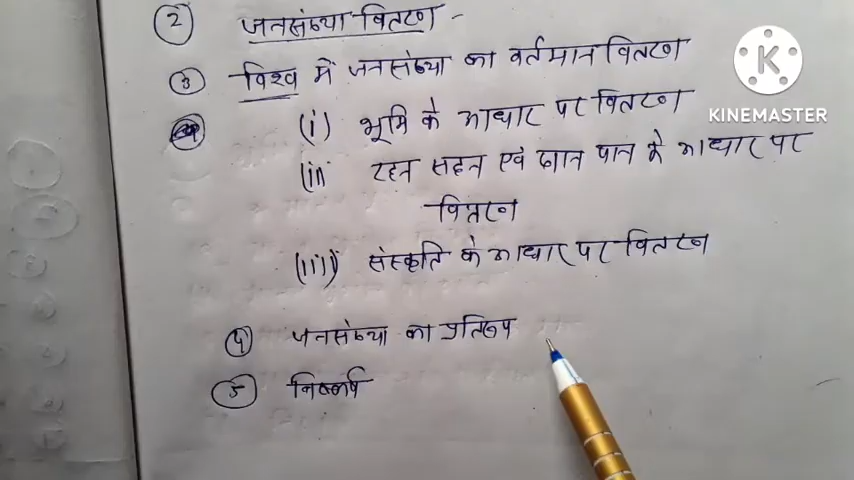 ② जनसंख्या वितरण -
③ विश्व में जनसंख्या का वर्तमान वितरण
(i) भूमि के आधार पर वितरण
(ii) रहन सहन एवं खान पान के आधार पर
वितरण
(iii) संस्कृति के आधार पर वितरण
④ जनसंख्या का प्रतिरूप
⑤ निष्कर्ष
K
KINEMASTER